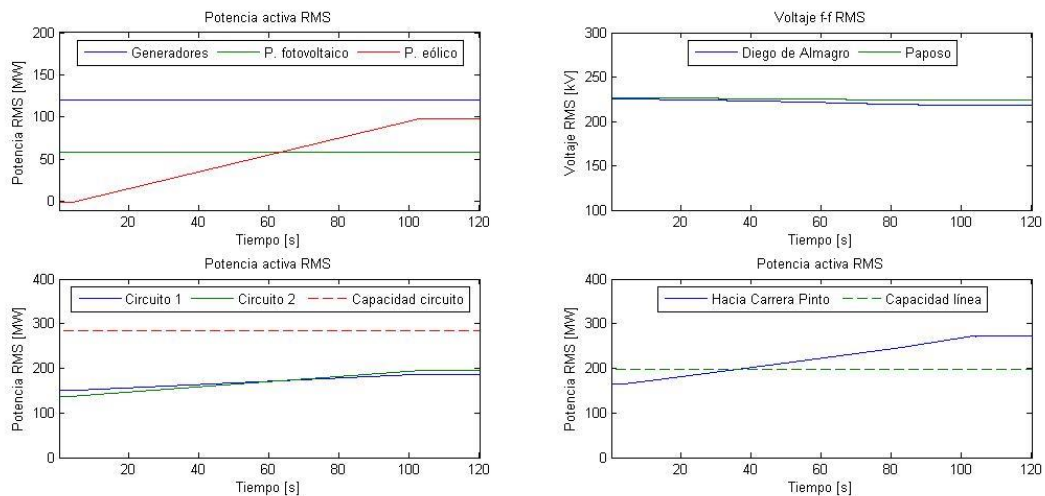 Potencia activa RMS
Potencia RMS [MW]
200
150
100
50
0
Generadores P. fotovoltaico P. eólico
20 40 60 80 100 120
Tiempo [s]
Voltaje f-f RMS
Voltaje RMS [kV]
300
250
200
150
100
Diego de Almagro Paposo
20 40 60 80 100 120
Tiempo [s]
Potencia activa RMS
Potencia RMS [MW]
400
300
200
100
0
Circuito 1 Circuito 2 Capacidad circuito
20 40 60 80 100 120
Tiempo [s]
Potencia activa RMS
Potencia RMS [MW]
400
300
200
100
0
Hacia Carrera Pinto Capacidad línea
20 40 60 80 100 120
Tiempo [s]